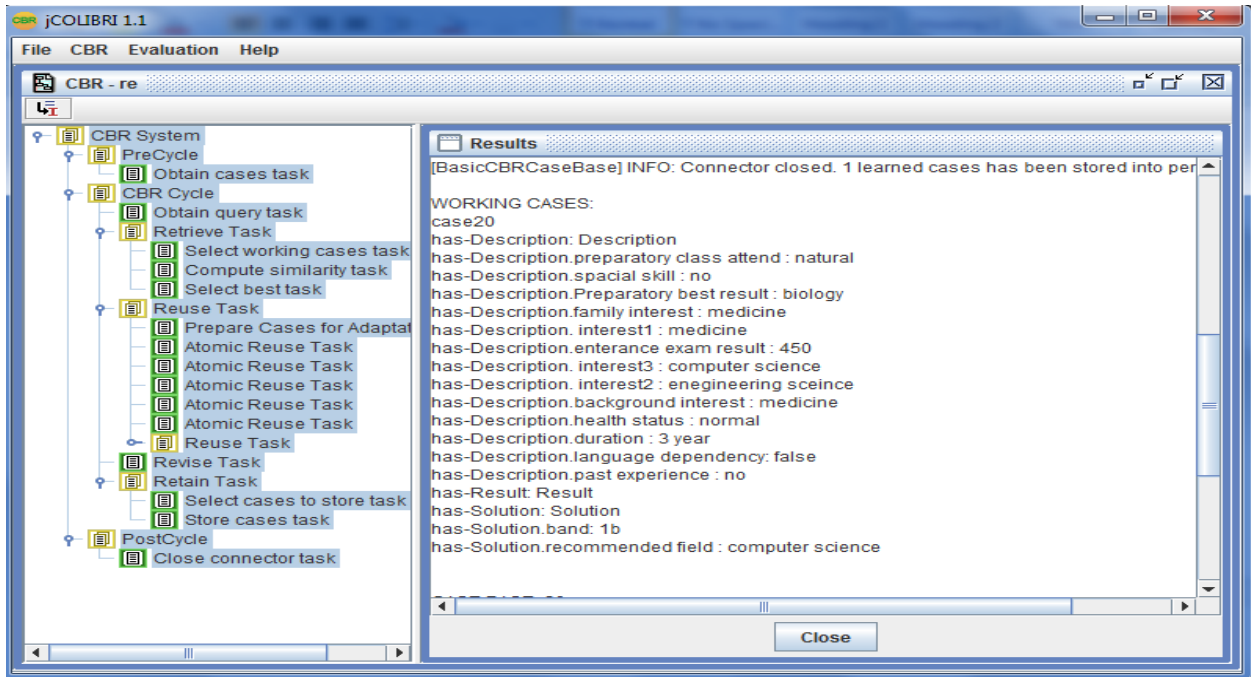 CBR jCOLIBRI 1.1
File CBR Evaluation Help
CBR - re
CBR System
PreCycle
Obtain cases task
CBR Cycle
Obtain query task
Retrieve Task
Select working cases task
Compute similarity task
Select best task
Reuse Task
Prepare Cases for Adaptat
Atomic Reuse Task
Atomic Reuse Task
Atomic Reuse Task
Atomic Reuse Task
Atomic Reuse Task
Reuse Task
Revise Task
Retain Task
Select cases to store task
Store cases task
PostCycle
Close connector task
Results
[BasicCBRCaseBase] INFO: Connector closed. 1 learned cases has been stored into per
WORKING CASES:
case20
has-Description: Description
has-Description.preparatory class attend : natural
has-Description.spacial skill : no
has-Description.Preparatory best result : biology
has-Description.family interest : medicine
has-Description. interest1 : medicine
has-Description.enterance exam result : 450
has-Description. interest3 : computer science
has-Description. interest2 : enegineering sceince
has-Description.background interest : medicine
has-Description.health status : normal
has-Description.duration : 3 year
has-Description.language dependency: false
has-Description.past experience : no
has-Result: Result
has-Solution: Solution
has-Solution.band: 1b
has-Solution.recommended field : computer science
Close